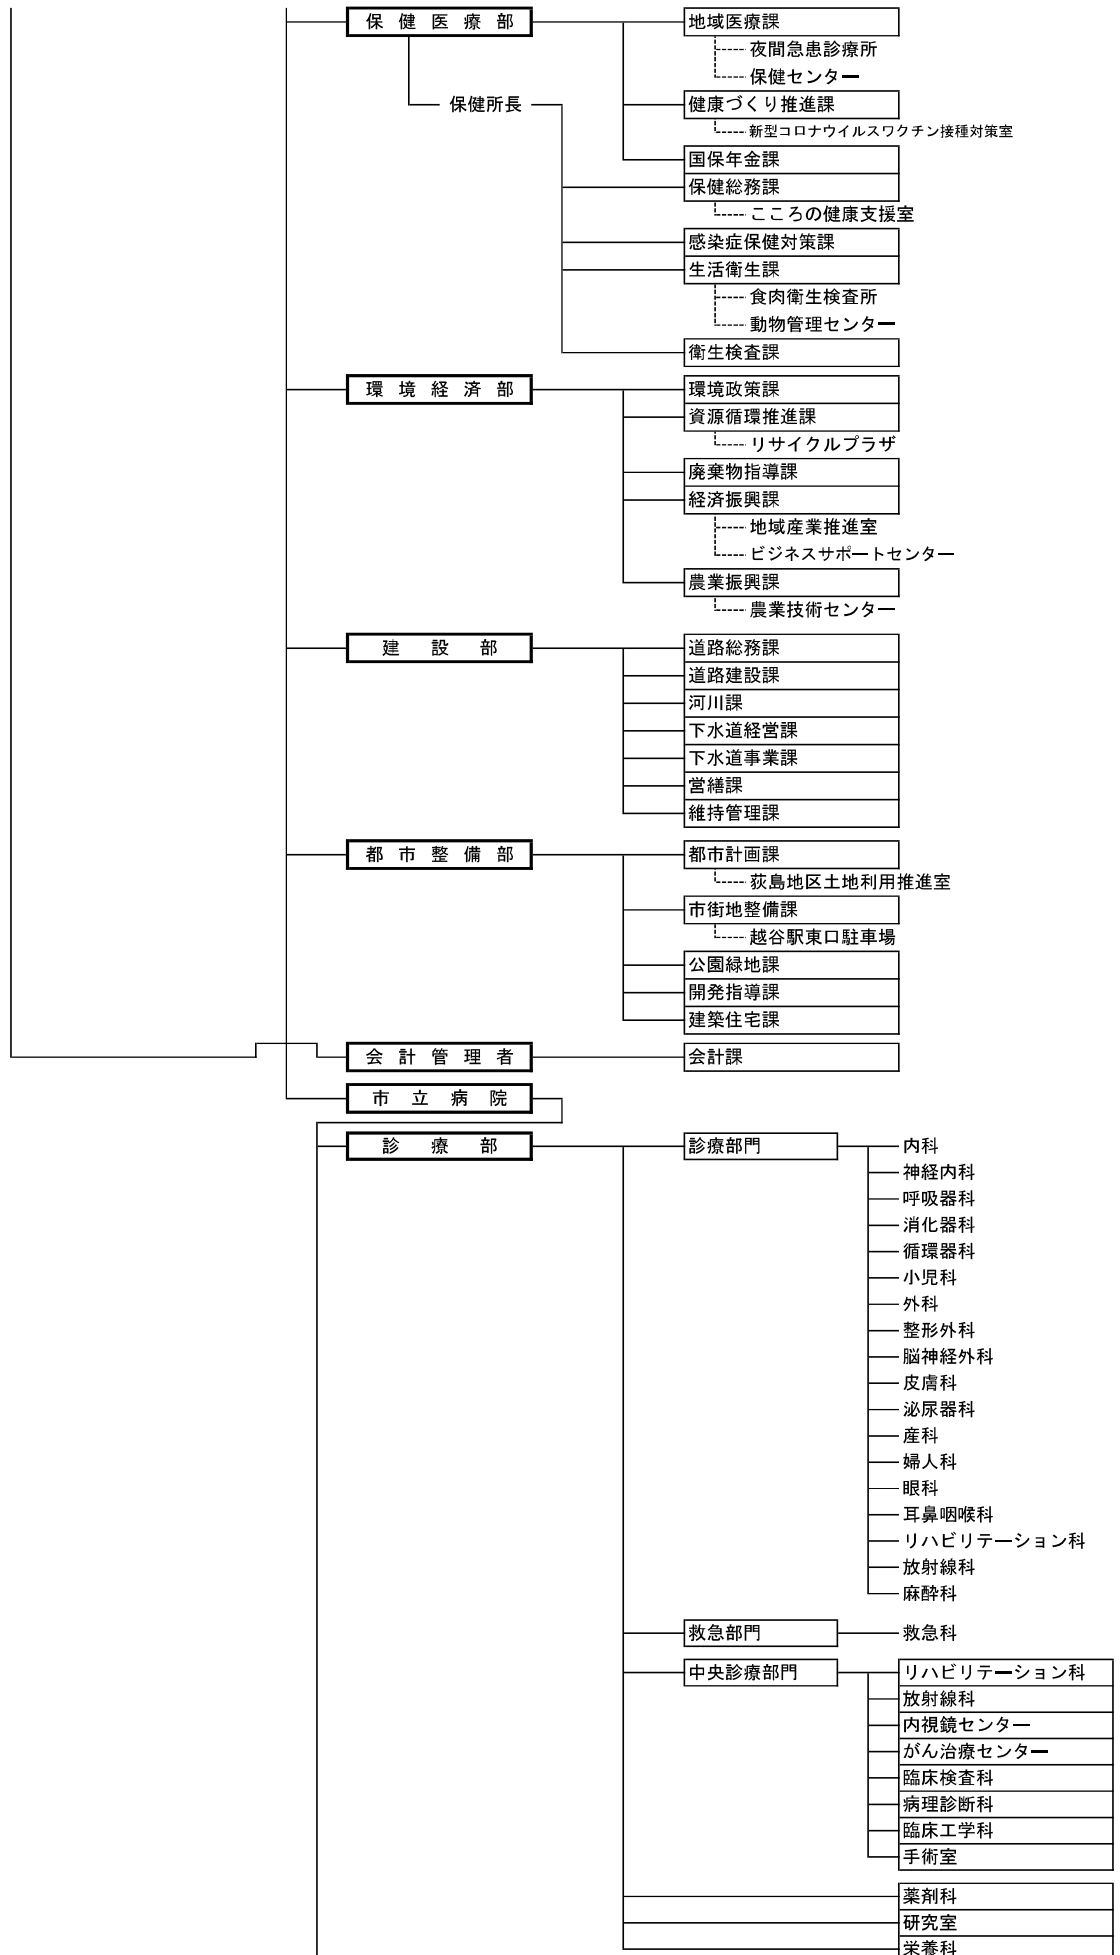 保健医療部
地域医療課
夜間急患診療所
保健センター
保健所長
健康づくり推進課
新型コロナウイルスワクチン接種対策室
国保年金課
保健総務課
こころの健康支援室
感染症保健対策課
生活衛生課
食肉衛生検査所
動物管理センター
衛生検査課
環境経済部
環境政策課
資源循環推進課
リサイクルプラザ
廃棄物指導課
経済振興課
地域産業推進室
ビジネスサポートセンター
農業振興課
農業技術センター
建設部
道路総務課
道路建設課
河川課
下水道経営課
下水道事業課
営繕課
維持管理課
都市整備部
都市計画課
荻島地区土地利用推進室
市街地整備課
越谷駅東口駐車場
公園緑地課
開発指導課
建築住宅課
会計管理者
会計課
市立病院
診療部
診療部門
内科
神経内科
呼吸器科
消化器科
循環器科
小児科
外科
整形外科
脳神経外科
皮膚科
泌尿器科
産科
婦人科
眼科
耳鼻咽喉科
リハビリテーション科
放射線科
麻酔科
救急部門
救急科
中央診療部門
リハビリテーション科
放射線科
内視鏡センター
がん治療センター
臨床検査科
病理診断科
臨床工学科
手術室
薬剤科
研究室
栄養科